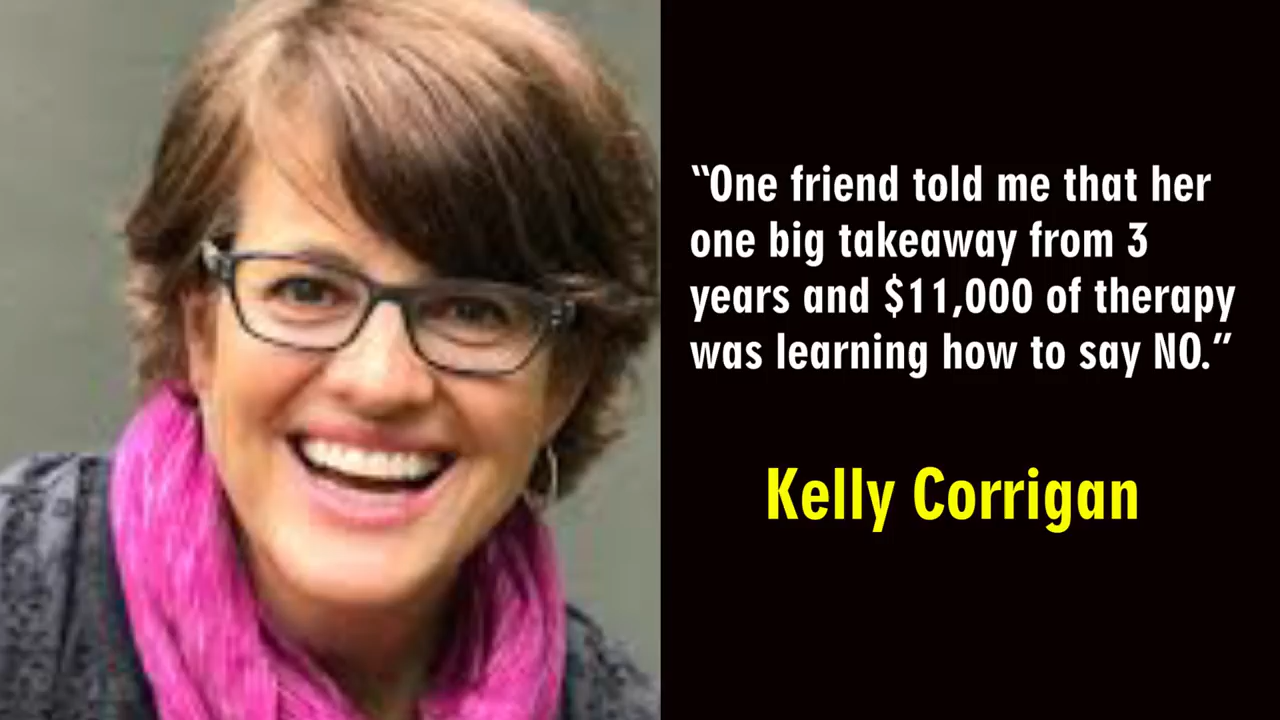 “One friend told me that her
one big takeaway from 3
years and $11,000 of therapy
was learning how to say NO.”
Kelly Corrigan